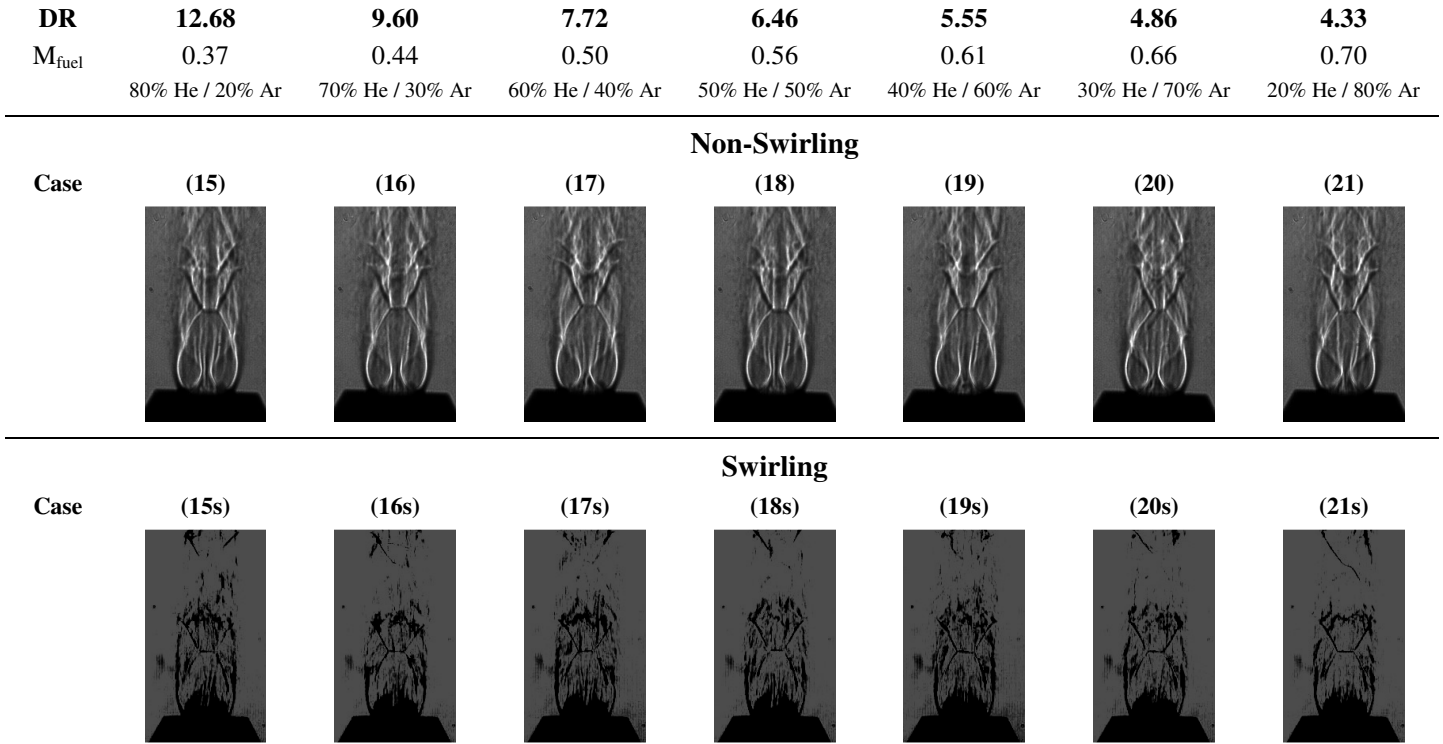 DR 12.68 9.60 7.72 6.46 5.55 4.86 4.33
M_fuel 0.37 0.44 0.50 0.56 0.61 0.66 0.70
80% He / 20% Ar 70% He / 30% Ar 60% He / 40% Ar 50% He / 50% Ar 40% He / 60% Ar 30% He / 70% Ar 20% He / 80% Ar
Non-Swirling
Case (15) (16) (17) (18) (19) (20) (21)
Swirling
Case (15s) (16s) (17s) (18s) (19s) (20s) (21s)